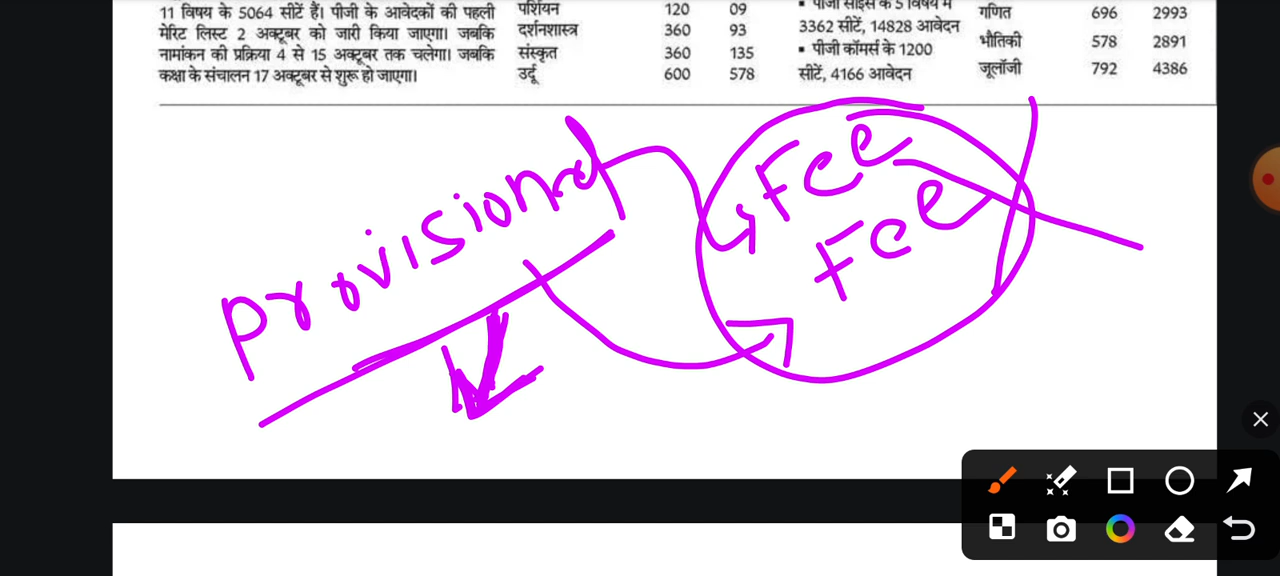 11 विषय के 5064 सीटें हैं। पीजी के आवेदकों की पहली
मेरिट लिस्ट 2 अक्टूबर को जारी किया जाएगा। जबकि
नामांकन की प्रक्रिया 4 से 15 अक्टूबर तक चलेगा। जबकि
कक्षा के संचालन 17 अक्टूबर से शुरू हो जाएगा।
पर्शियन 120 09
दर्शनशास्त्र 360 93
संस्कृत 360 135
उर्दू 600 578
▪ पीजी साइंस के 5 विषय में
3362 सीटें, 14828 आवेदन
▪ पीजी कॉमर्स के 1200
सीटें, 4166 आवेदन
गणित 696 2993
भौतिकी 578 2891
जूलॉजी 792 4386
provisional
Fee
Fee